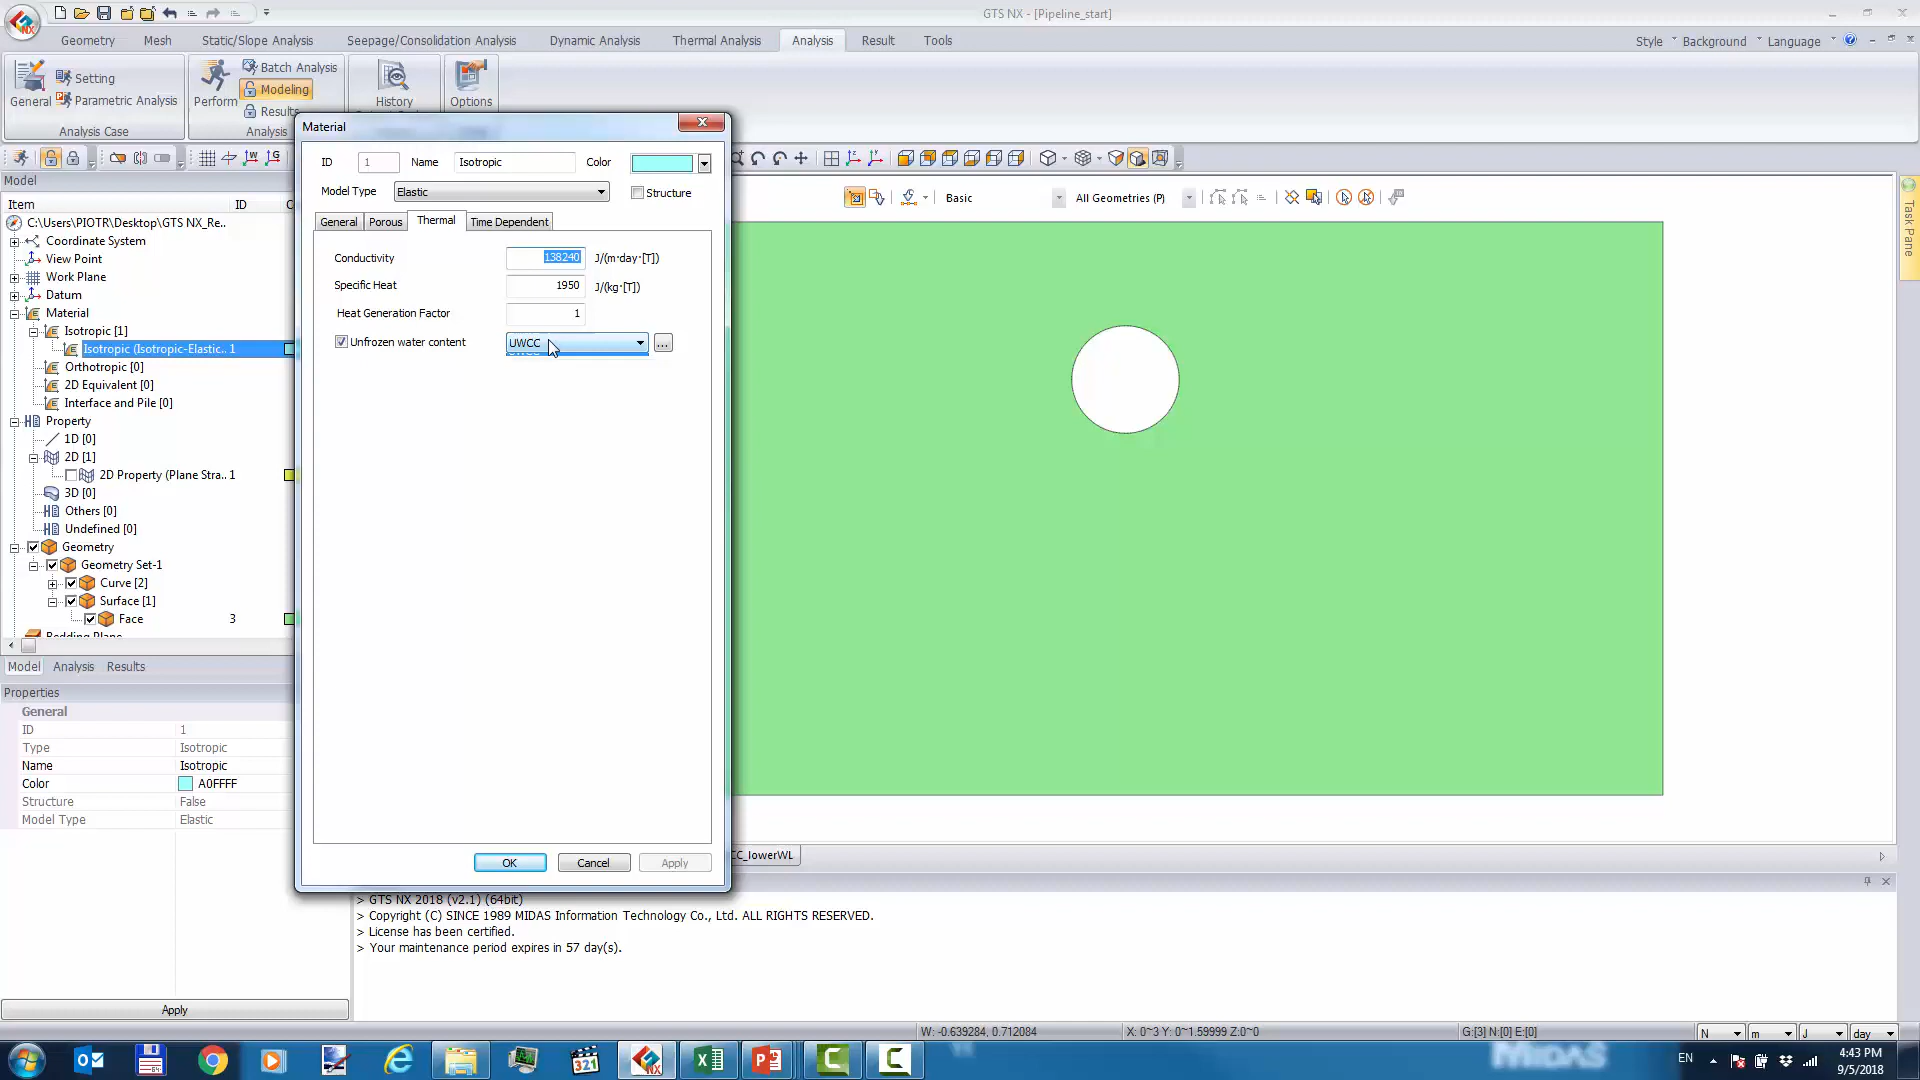 GTS NX - [Pipeline_start]
Geometry Mesh Static/Slope Analysis Seepage/Consolidation Analysis Dynamic Analysis Thermal Analysis Analysis Result Tools
Style Background Language
General
Setting
Parametric Analysis
Analysis Case
Perform
Batch Analysis
Modeling
Results
Analysis
History
Options
Model
Item ID
C:\Users\PIOTR\Desktop\GTS NX_Re..
Coordinate System
View Point
Work Plane
Datum
Material
Isotropic [1]
Isotropic (Isotropic-Elastic.. 1
Orthotropic [0]
2D Equivalent [0]
Interface and Pile [0]
Property
1D [0]
2D [1]
2D Property (Plane Stra.. 1
3D [0]
Others [0]
Undefined [0]
Geometry
Geometry Set-1
Curve [2]
Surface [1]
Face 3
Bedding Plane
Model Analysis Results
Properties
General
ID 1
Type Isotropic
Name Isotropic
Color A0FFFF
Structure False
Model Type Elastic
Apply
Material
ID 1 Name Isotropic Color
Model Type Elastic Structure
General Porous Thermal Time Dependent
Conductivity 138240 J/(m·day·[T])
Specific Heat 1950 J/(kg·[T])
Heat Generation Factor 1
Unfrozen water content UWCC ...
OK Cancel Apply
Basic All Geometries (P)
Task Pane
CC_lowerWL
> GTS NX 2018 (v2.1) (64bit)
> Copyright (C) SINCE 1989 MIDAS Information Technology Co., Ltd. ALL RIGHTS RESERVED.
> License has been certified.
> Your maintenance period expires in 57 day(s).
W: -0.639284, 0.712084 X: 0~3 Y: 0~1.59999 Z:0~0 G:[3] N:[0] E:[0] N m J day
MIDAS
EN 4:43 PM
9/5/2018